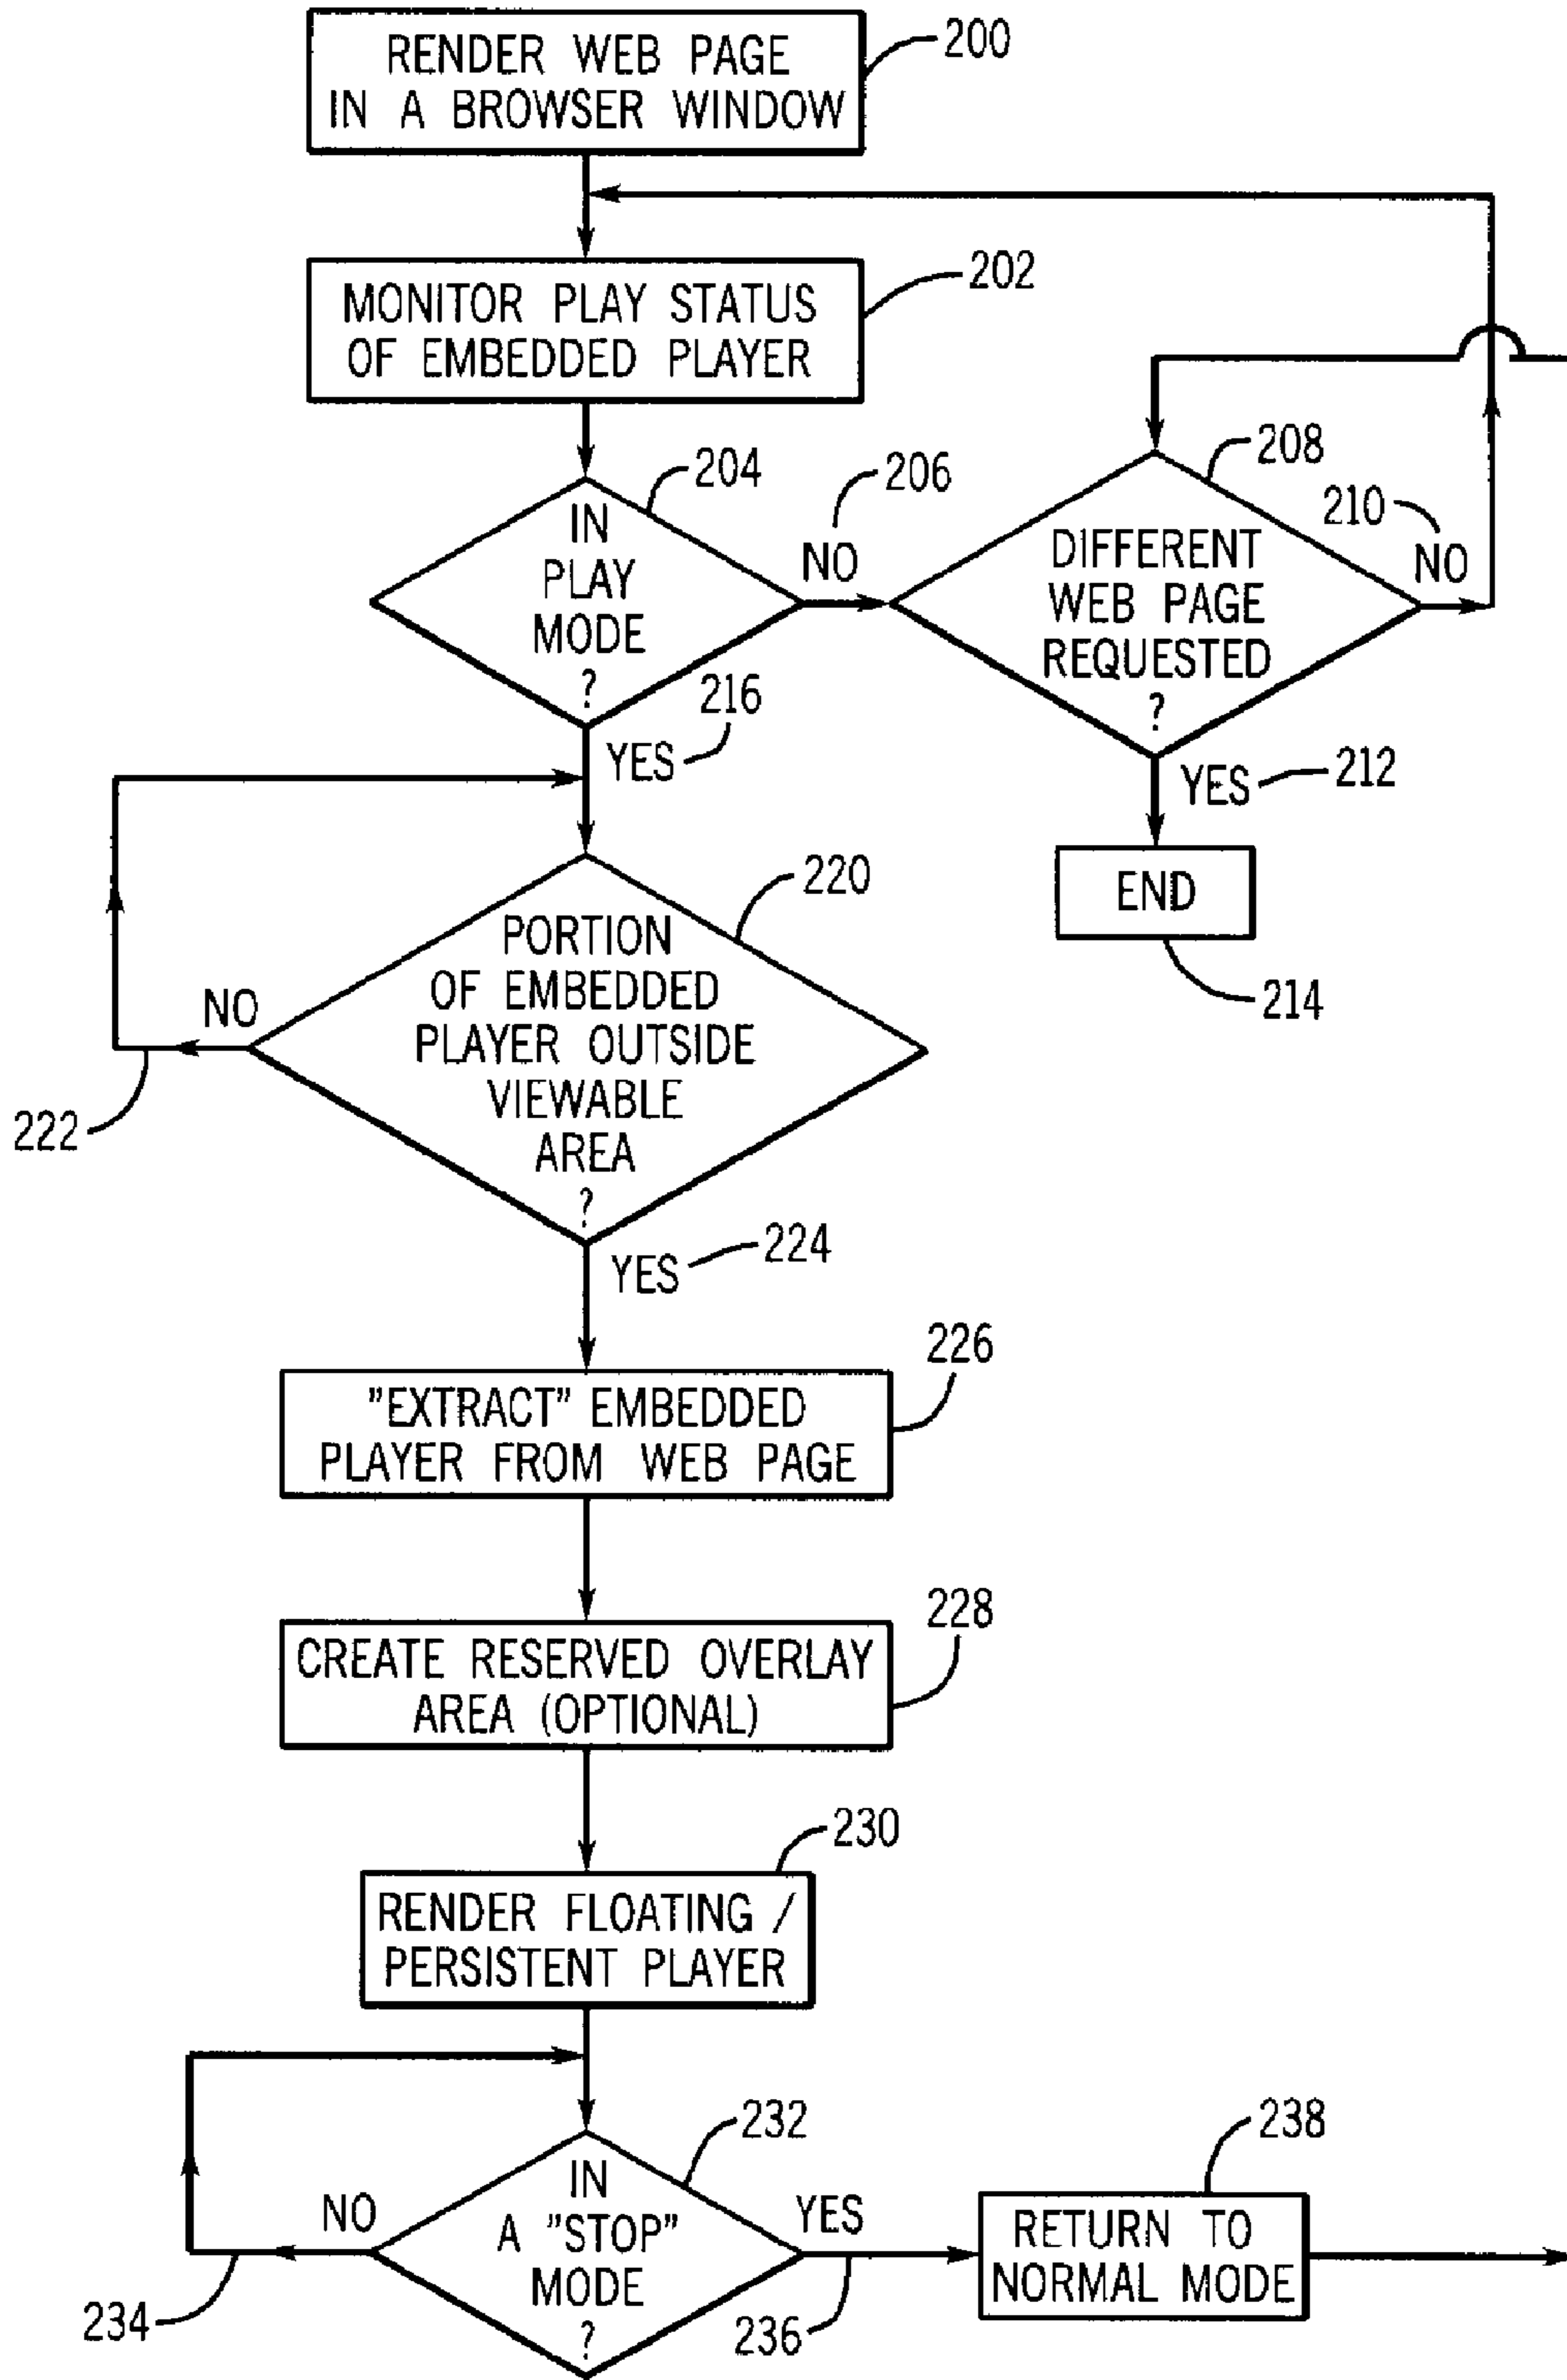 RENDER WEB PAGE
IN A BROWSER WINDOW
200
MONITOR PLAY STATUS
OF EMBEDDED PLAYER
202
IN
PLAY
MODE
?
204
206
NO
DIFFERENT
WEB PAGE
REQUESTED
?
208
210
NO
216
YES
YES
212
END
214
PORTION
OF EMBEDDED
PLAYER OUTSIDE
VIEWABLE
AREA
?
220
NO
222
YES
224
"EXTRACT" EMBEDDED
PLAYER FROM WEB PAGE
226
CREATE RESERVED OVERLAY
AREA (OPTIONAL)
228
RENDER FLOATING /
PERSISTENT PLAYER
230
IN
A "STOP"
MODE
?
232
NO
234
YES
236
RETURN TO
NORMAL MODE
238